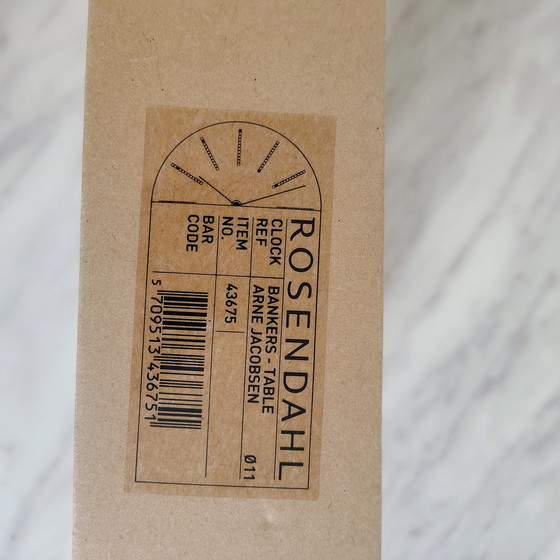 ROSENDAHL
CLOCK REF
BANKERS - TABLE
ARNE JACOBSEN
Ø11
ITEM NO.
43675
BAR CODE
5 709513 436751